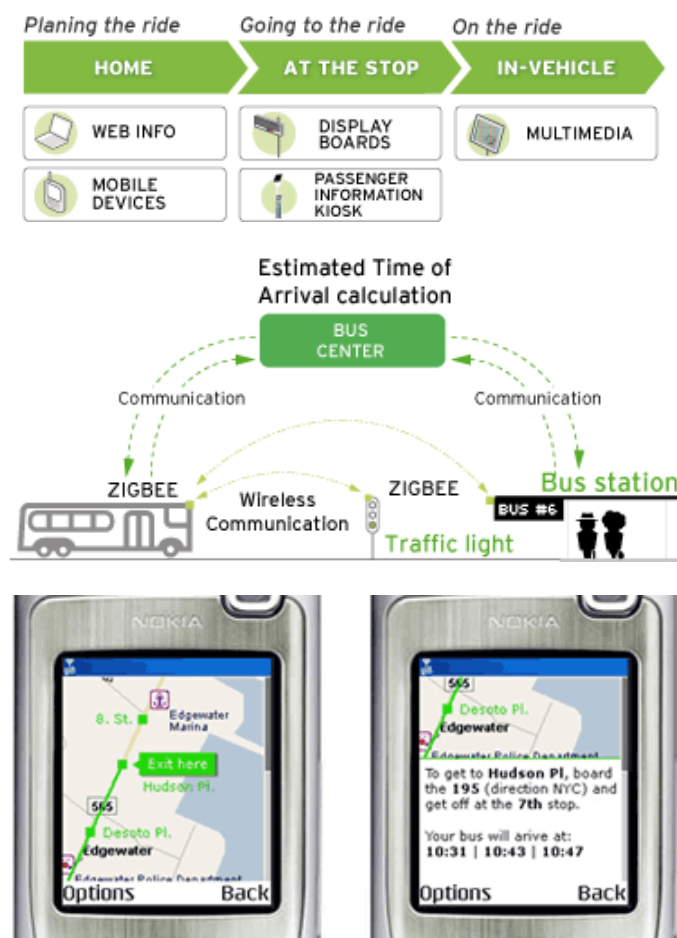 Planing the ride
Going to the ride
On the ride
HOME
AT THE STOP
IN-VEHICLE
WEB INFO
DISPLAY
BOARDS
MULTIMEDIA
MOBILE
DEVICES
PASSENGER
INFORMATION
KIOSK
Estimated Time of
Arrival calculation
BUS
CENTER
Communication
Communication
ZIGBEE
Wireless
Communication
ZIGBEE
Traffic light
Bus station
BUS #6
NOKIA
8. St.
Edgewater
Marina
Exit here
Hudson Pl.
505
Desoto Pl.
Edgewater
Edgewater Police Department
Options
Back
NOKIA
Desoto Pl.
Edgewater
Edgewater Police Department
To get to Hudson Pl, board
the 195 (direction NYC) and
get off at the 7th stop.
Your bus will arive at:
10:31 | 10:43 | 10:47
Options
Back